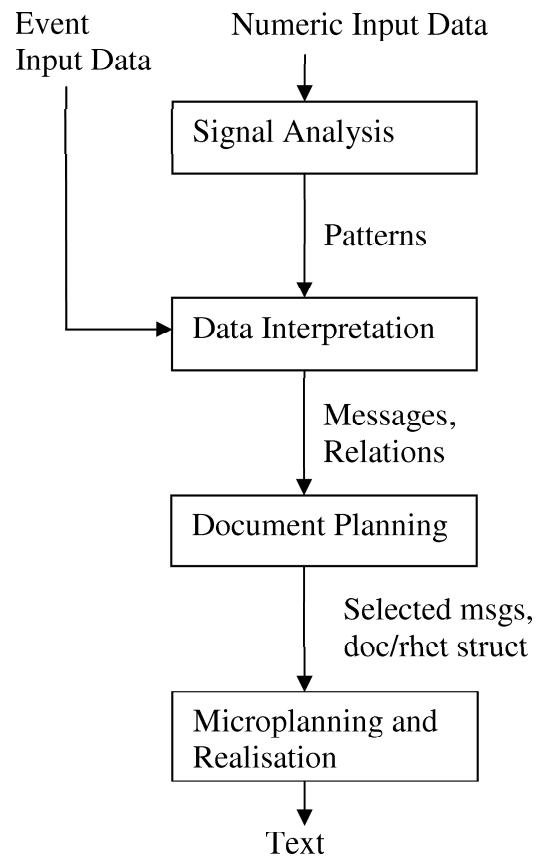 Event
Input Data
Numeric Input Data
Signal Analysis
Patterns
Data Interpretation
Messages,
Relations
Document Planning
Selected msgs,
doc/rhct struct
Microplanning and
Realisation
Text